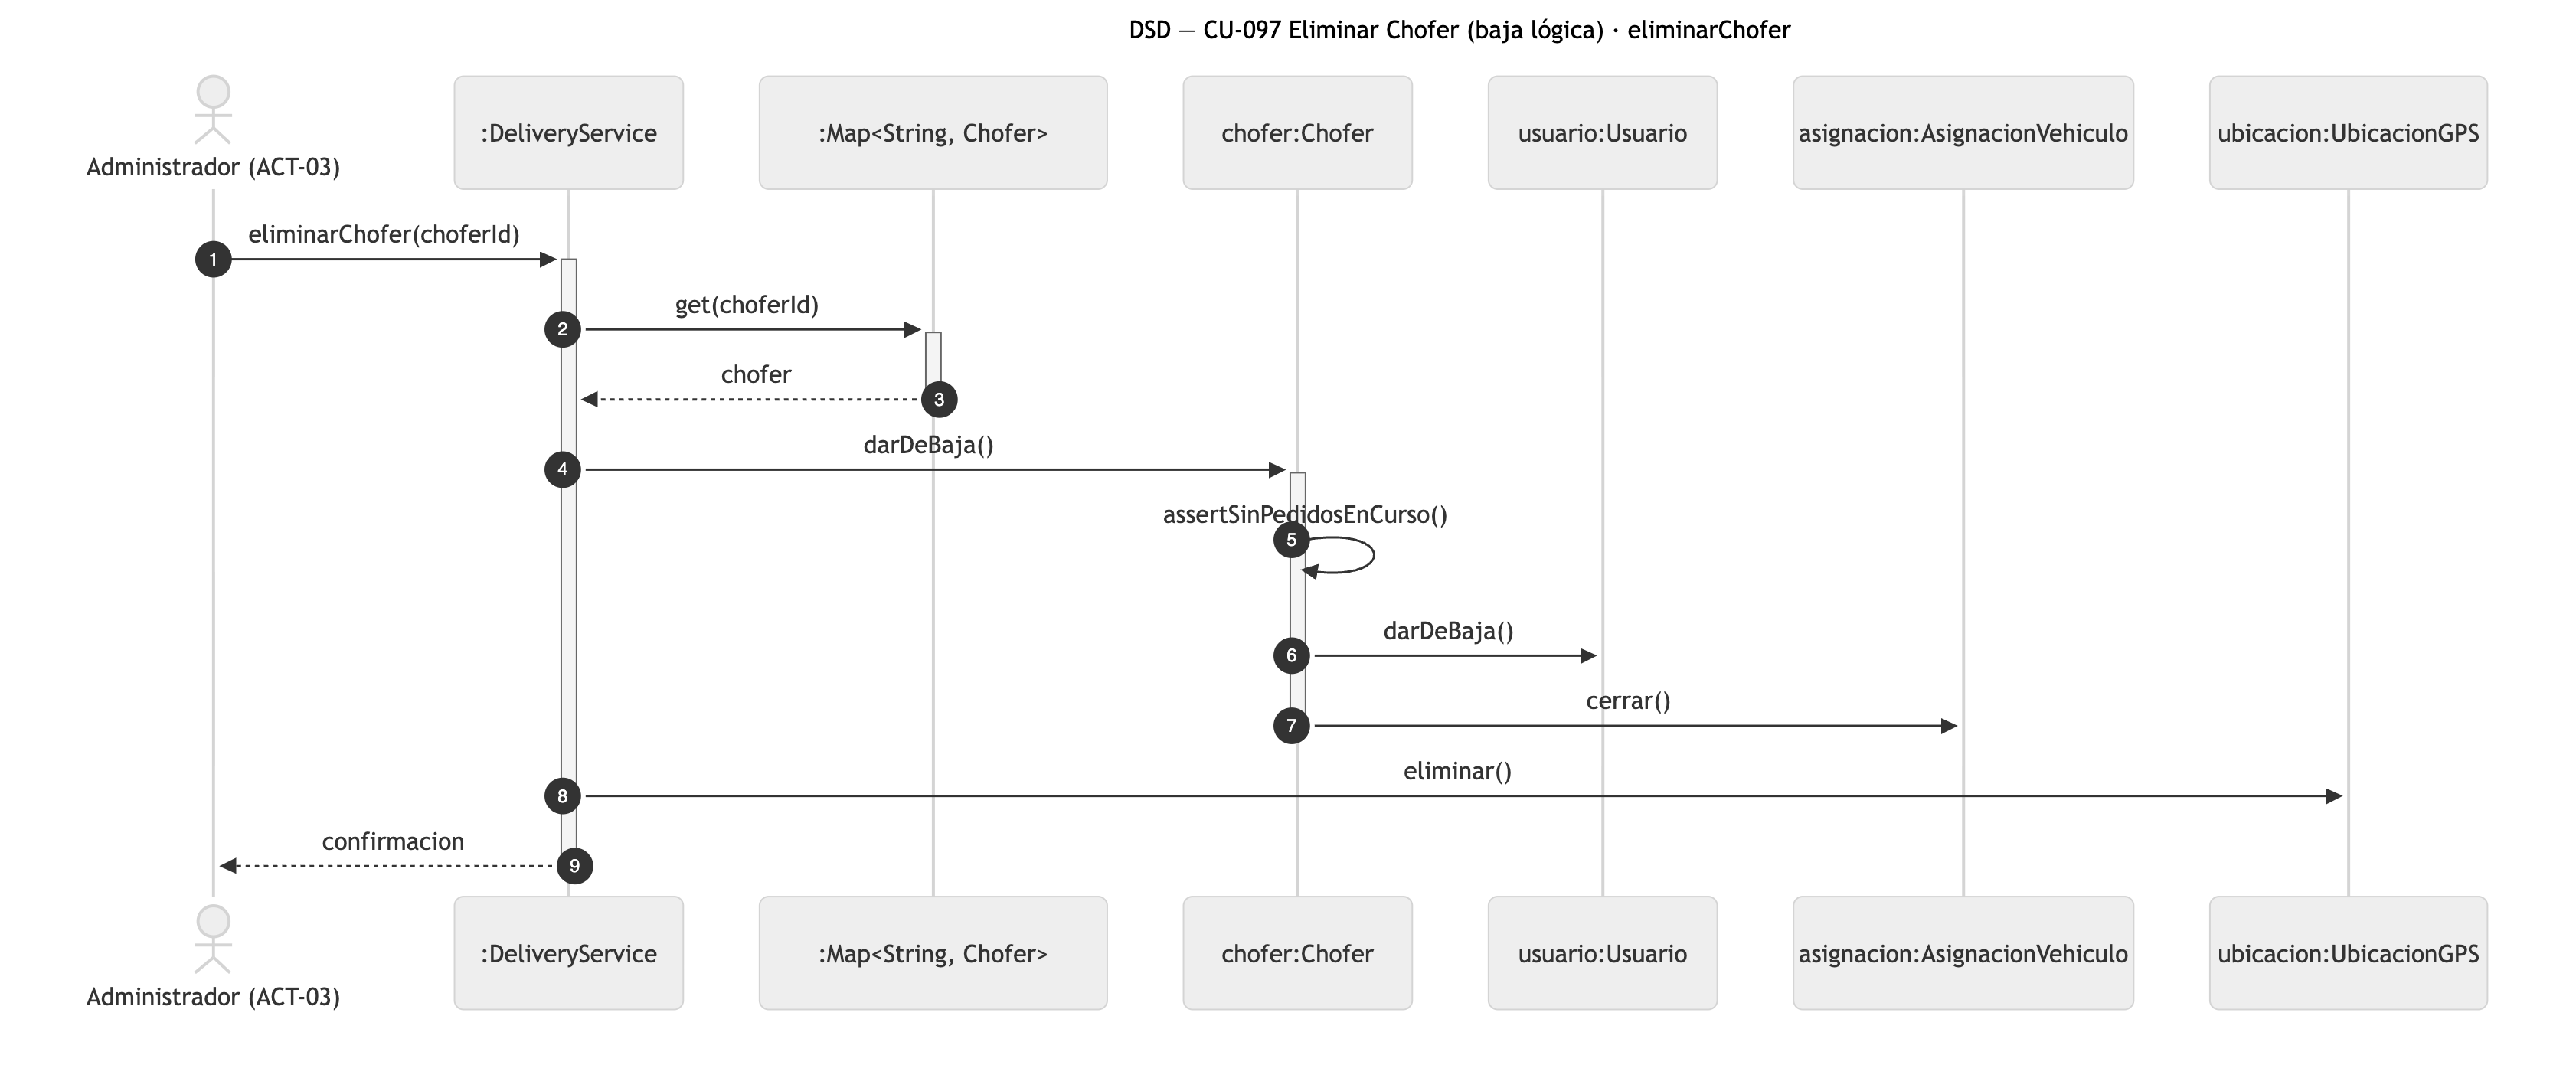 DSD — CU-097 Eliminar Chofer (baja lógica) · eliminarChofer
Administrador (ACT-03)
:DeliveryService
:Map<String, Chofer>
chofer:Chofer
usuario:Usuario
asignacion:AsignacionVehiculo
ubicacion:UbicacionGPS
1
eliminarChofer(choferId)
2
get(choferId)
3
chofer
4
darDeBaja()
5
assertSinPedidosEnCurso()
6
darDeBaja()
7
cerrar()
8
eliminar()
9
confirmacion
Administrador (ACT-03)
:DeliveryService
:Map<String, Chofer>
chofer:Chofer
usuario:Usuario
asignacion:AsignacionVehiculo
ubicacion:UbicacionGPS